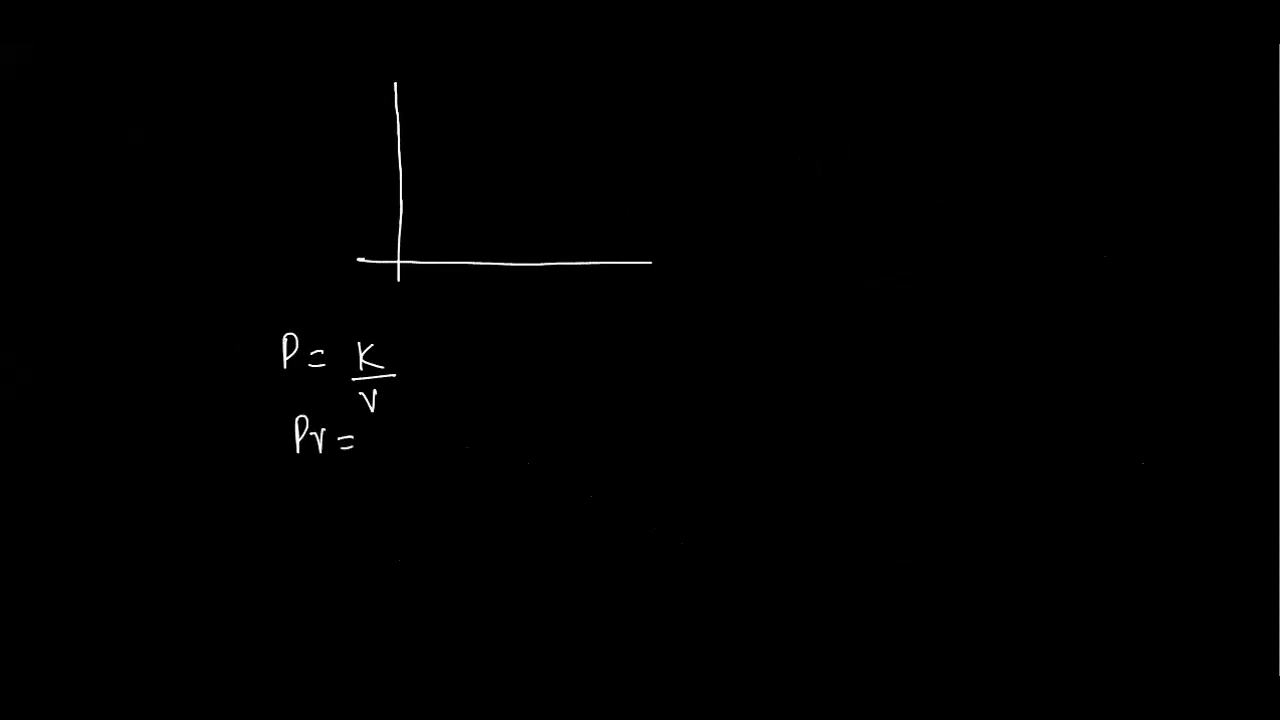 P = K/v
Pv =